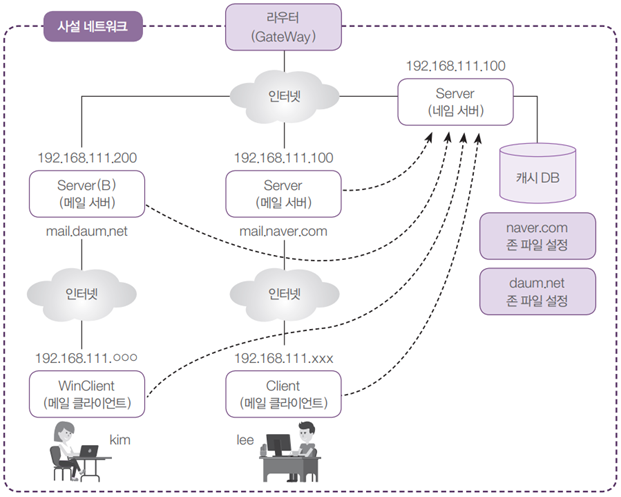 사설 네트워크
라우터
(GateWay)
192.168.111.100
인터넷
Server
(네임 서버)
192.168.111.200
192.168.111.100
Server(B)
(메일 서버)
Server
(메일 서버)
캐시 DB
mail.daum.net
mail.naver.com
naver.com
존 파일 설정
daum.net
존 파일 설정
인터넷
인터넷
192.168.111.○○○
192.168.111.xxx
WinClient
(메일 클라이언트)
Client
(메일 클라이언트)
kim
lee